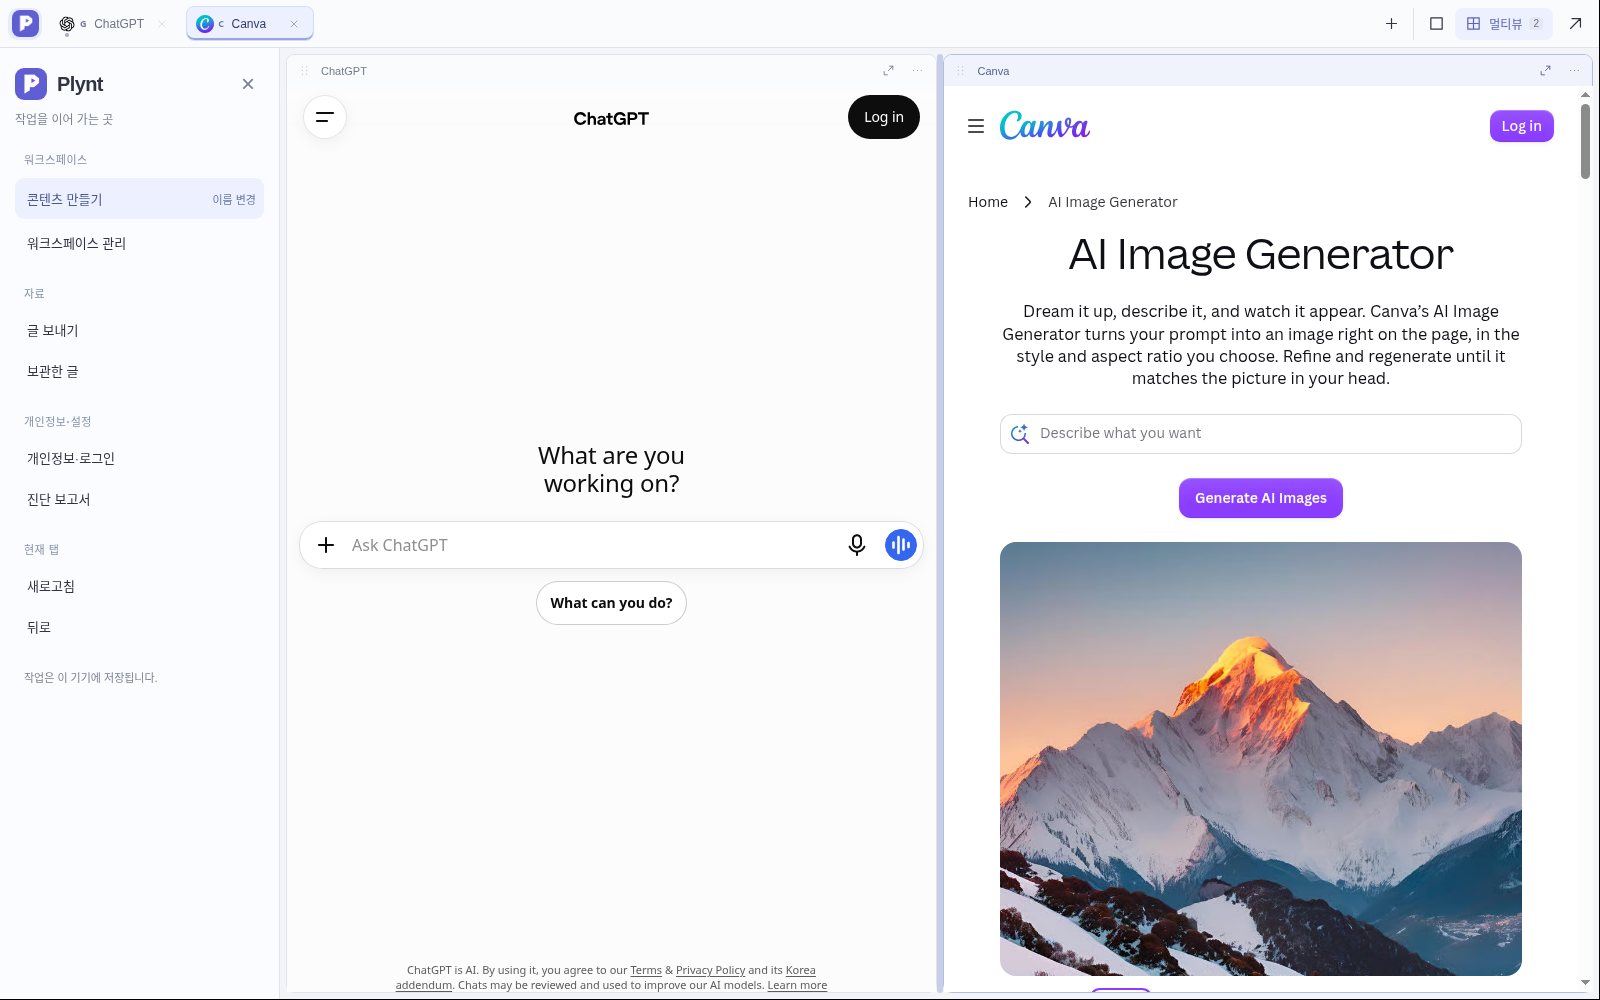 G ChatGPT
C Canva
멀티뷰 2
Plynt
작업을 이어 가는 곳
워크스페이스
콘텐츠 만들기 이름 변경
워크스페이스 관리
자료
글 보내기
보관한 글
개인정보·설정
개인정보·로그인
진단 보고서
현재 탭
새로고침
뒤로
작업은 이 기기에 저장됩니다.
ChatGPT
ChatGPT
Log in
What are you
working on?
Ask ChatGPT
What can you do?
ChatGPT is AI. By using it, you agree to our Terms & Privacy Policy and its Korea
addendum. Chats may be reviewed and used to improve our AI models. Learn more
Canva
Canva
Log in
Home AI Image Generator
AI Image Generator
Dream it up, describe it, and watch it appear. Canva’s AI Image
Generator turns your prompt into an image right on the page, in the
style and aspect ratio you choose. Refine and regenerate until it
matches the picture in your head.
Describe what you want
Generate AI Images